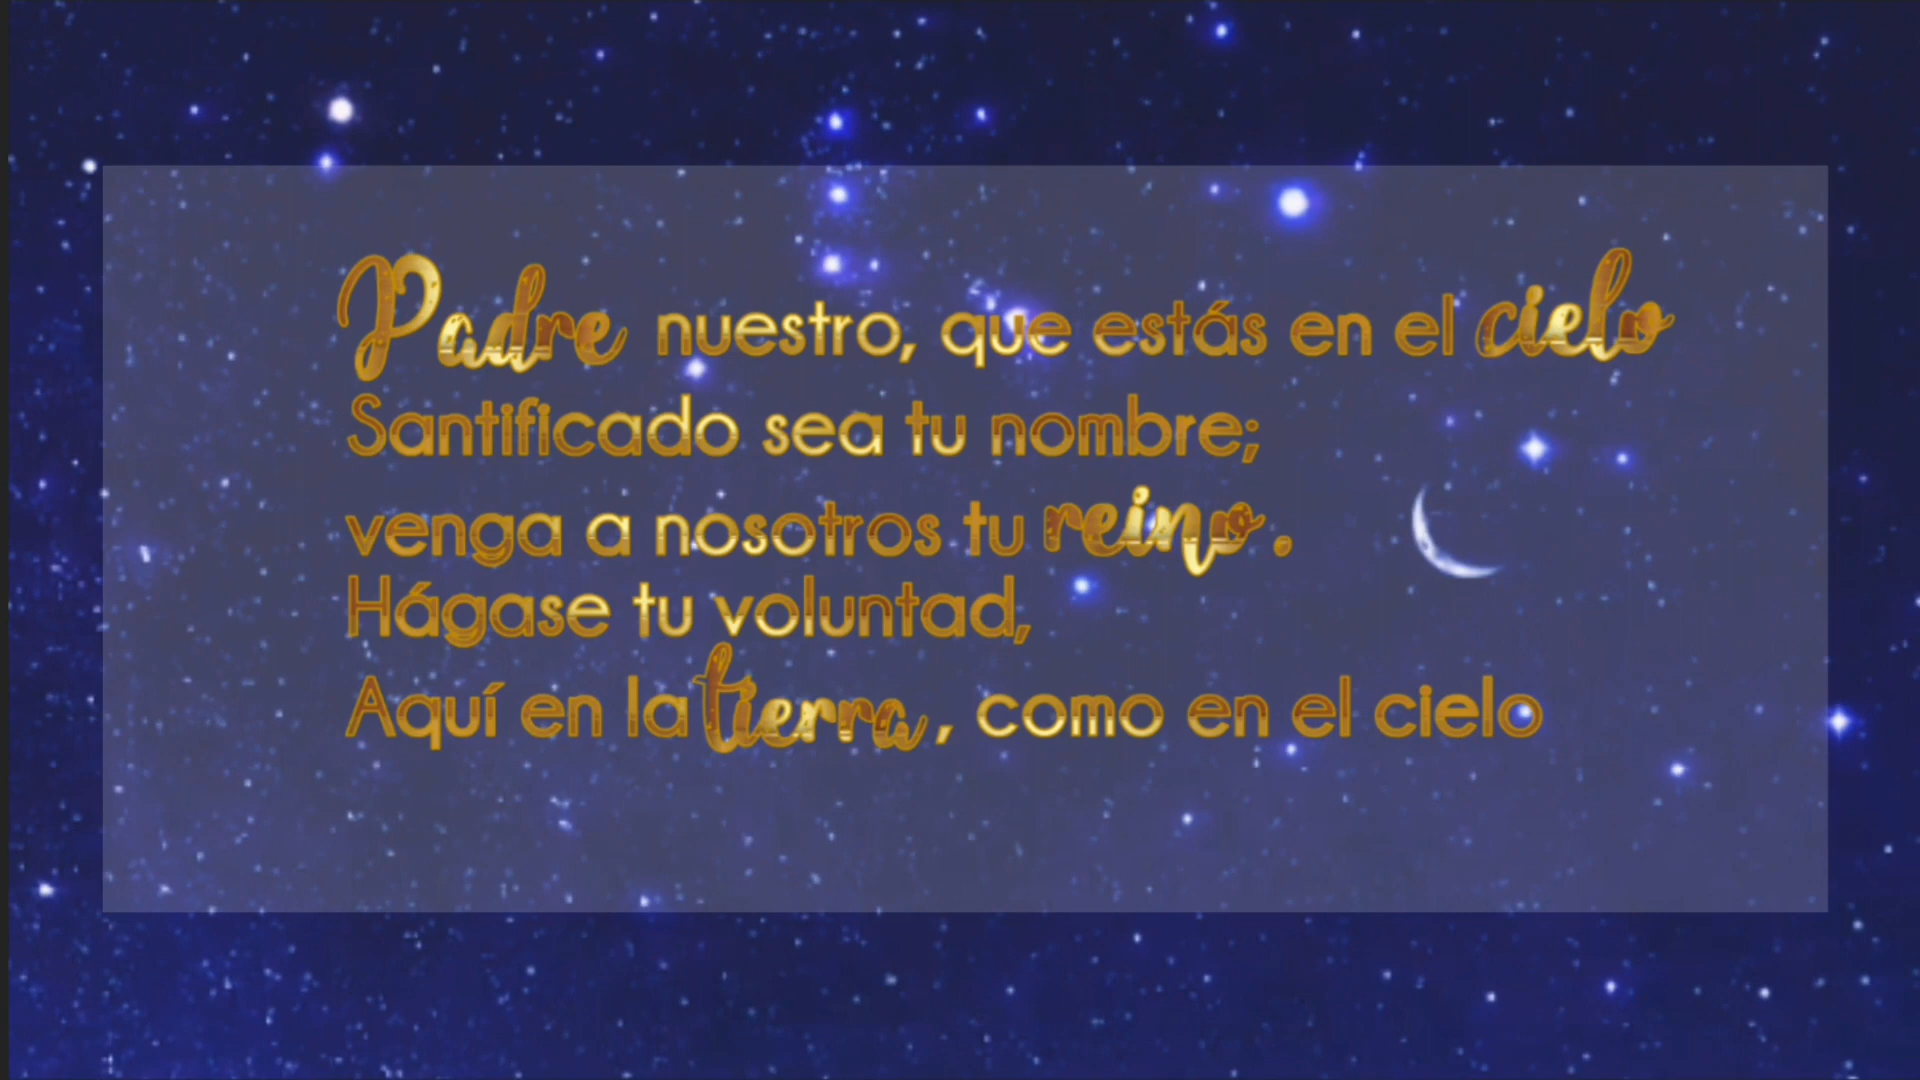 Padre nuestro, que estás en el cielo
Santificado sea tu nombre;
venga a nosotros tu reino.
Hágase tu voluntad,
Aquí en la tierra, como en el cielo